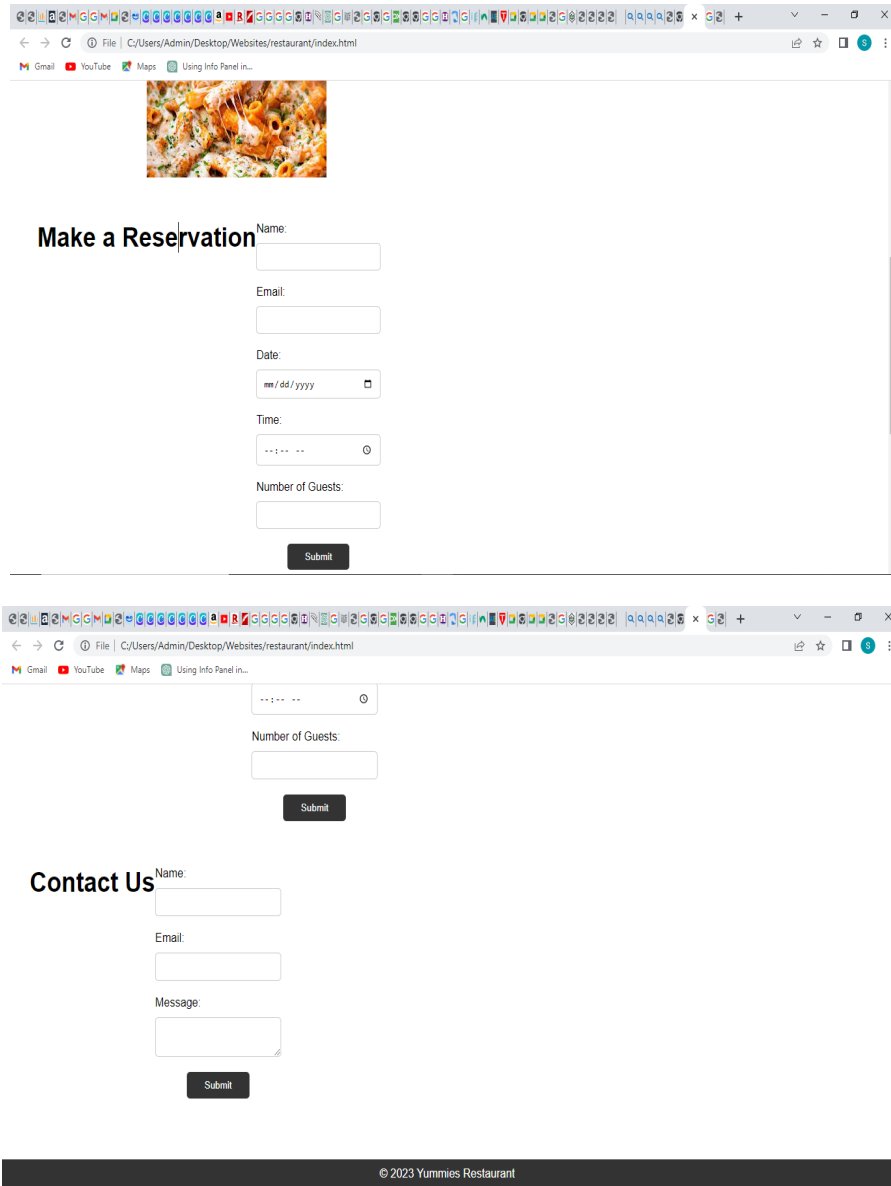 File | C:/Users/Admin/Desktop/Websites/restaurant/index.html
Gmail YouTube Maps Using Info Panel in...
Make a Reservation
Name:
Email:
Date:
mm/dd/yyyy
Time:
--:-- --
Number of Guests:
Submit
File | C:/Users/Admin/Desktop/Websites/restaurant/index.html
Gmail YouTube Maps Using Info Panel in...
--:-- --
Number of Guests:
Submit
Contact Us
Name:
Email:
Message:
Submit
© 2023 Yummies Restaurant